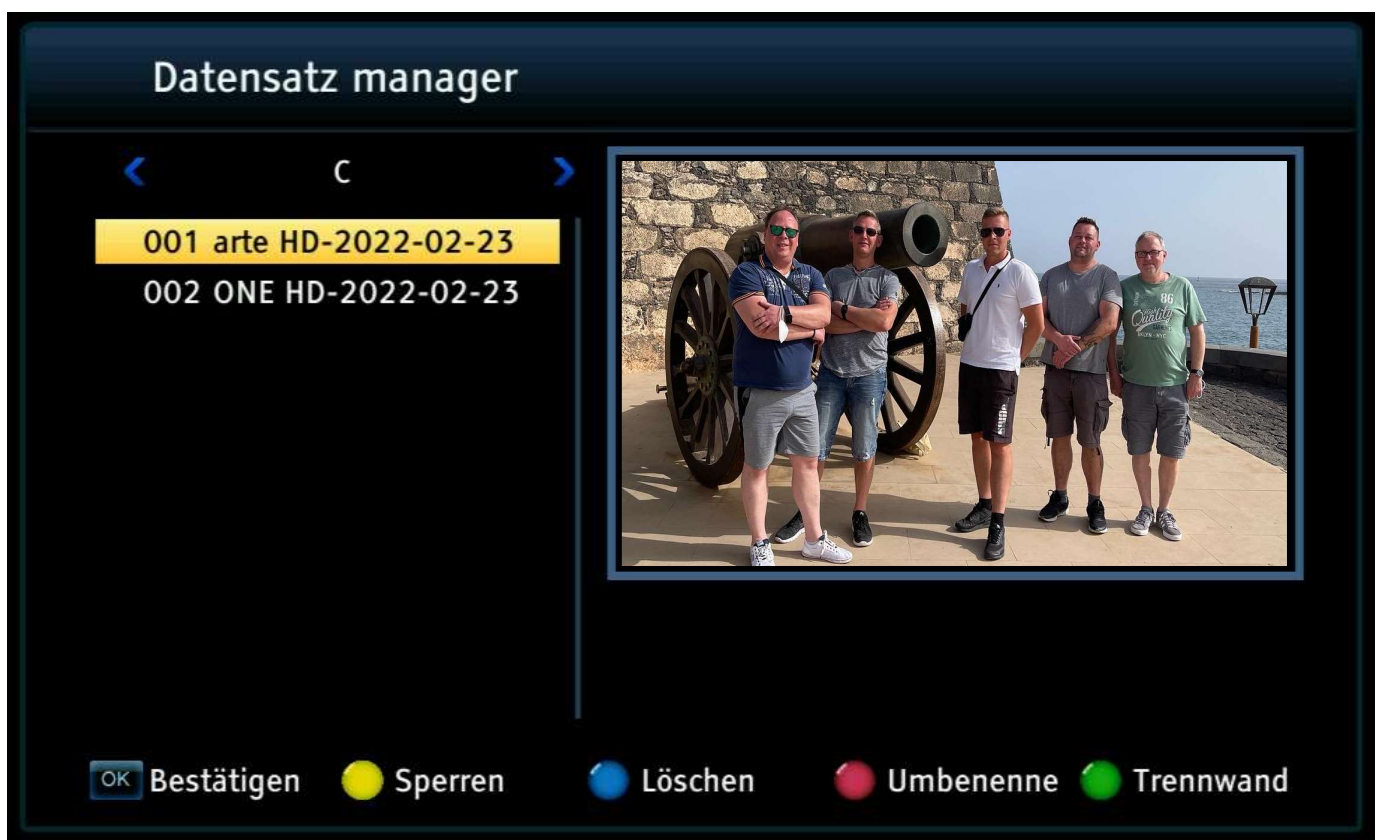 Datensatz manager
C
001 arte HD-2022-02-23
002 ONE HD-2022-02-23
86
Quality
OK Bestätigen Sperren Löschen Umbenenne Trennwand